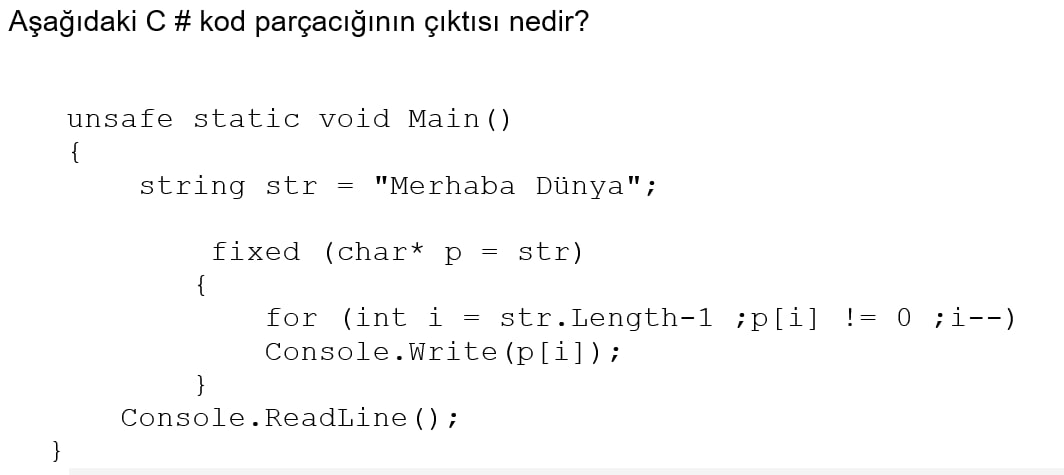 Aşağıdaki C # kod parçacığının çıktısı nedir?
unsafe static void Main()
{
string str = "Merhaba Dünya";
fixed (char* p = str)
{
for (int i = str.Length-1 ;p[i] != 0 ;i--)
Console.Write(p[i]);
}
Console.ReadLine();
}